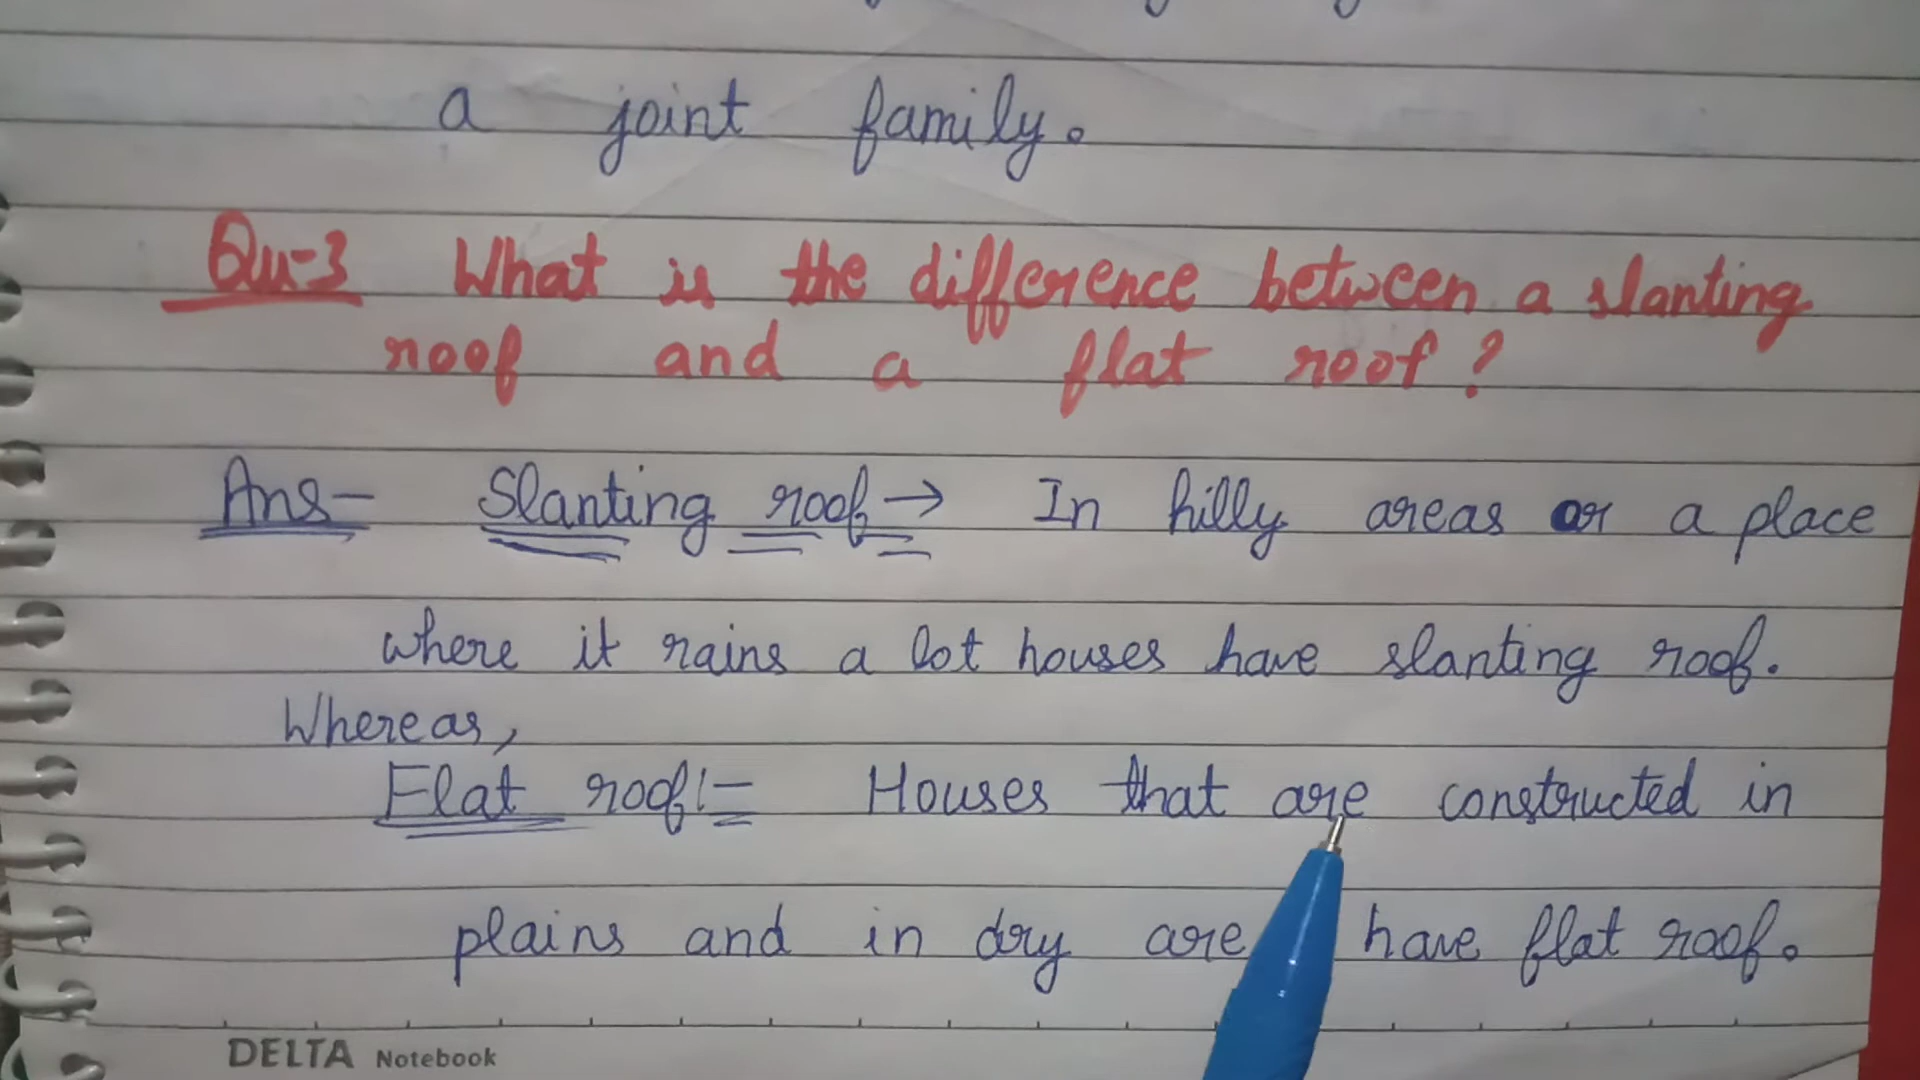 a joint family.
Qu-3 What is the difference between a slanting
roof and a flat roof?
Ans- Slanting roof → In hilly areas or a place
where it rains a lot houses have slanting roof.
Whereas,
Flat roof:- Houses that are constructed in
plains and in dry have flat roof.
DELTA Notebook